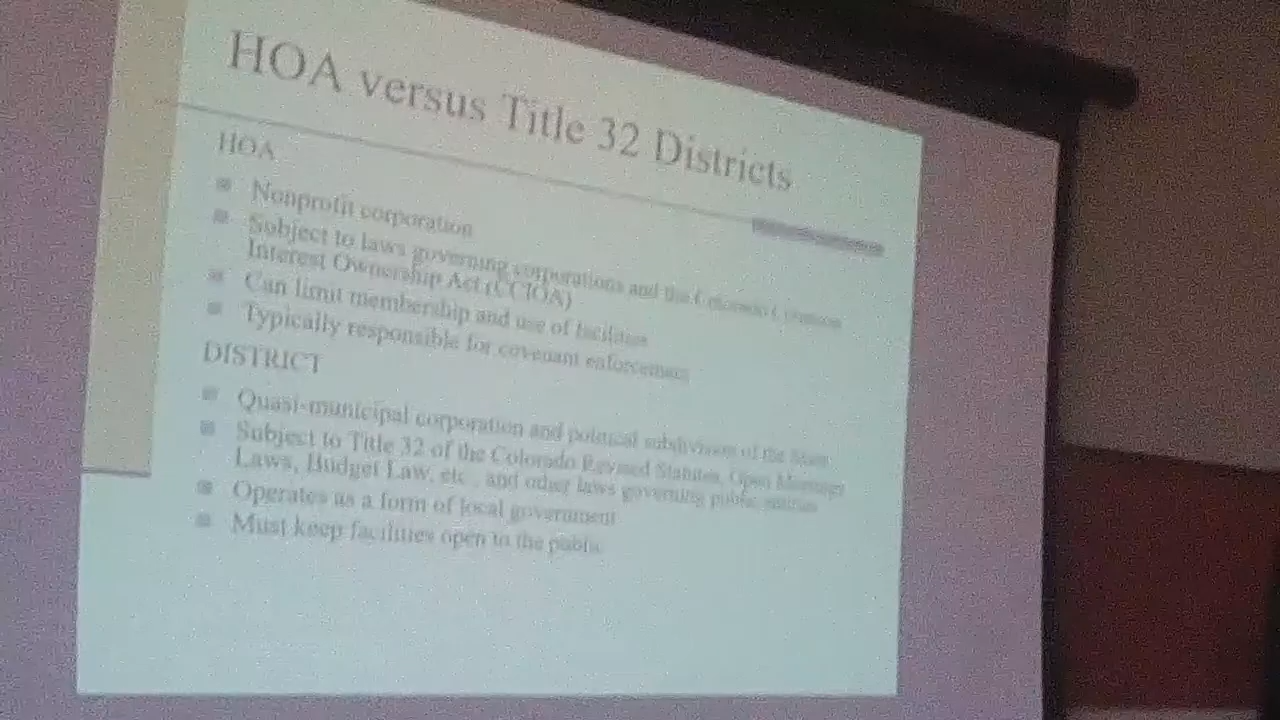 HOA versus Title 32 Districts
HOA
Nonprofit corporation
Subject to laws governing corporations and the Colorado Common
Interest Ownership Act (CCIOA)
Can limit membership and use of facilities
Typically responsible for covenant enforcement
DISTRICT
Quasi-municipal corporation and political subdivision of the State
Subject to Title 32 of the Colorado Revised Statutes, Open Meetings
Laws, Budget Law, etc., and other laws governing public entities
Operates as a form of local government
Must keep facilities open to the public